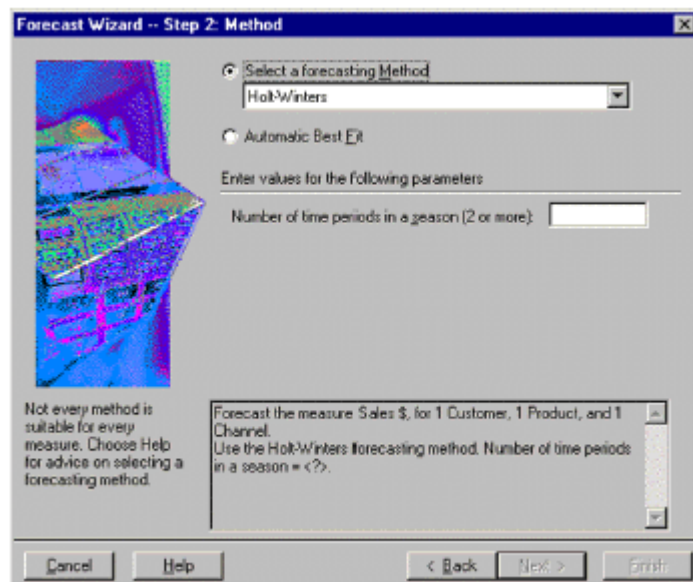 Forecast Wizard -- Step 2: Method
Select a forecasting Method
Holt-Winters
Automatic Best Fit
Enter values for the following parameters
Number of time periods in a season (2 or more):
Not every method is
suitable for every
measure. Choose Help
for advice on selecting a
forecasting method.
Forecast the measure Sales $, for 1 Customer, 1 Product, and 1
Channel.
Use the Holt-Winters forecasting method. Number of time periods
in a season = <?>.
Cancel
Help
< Back
Next >
Finish